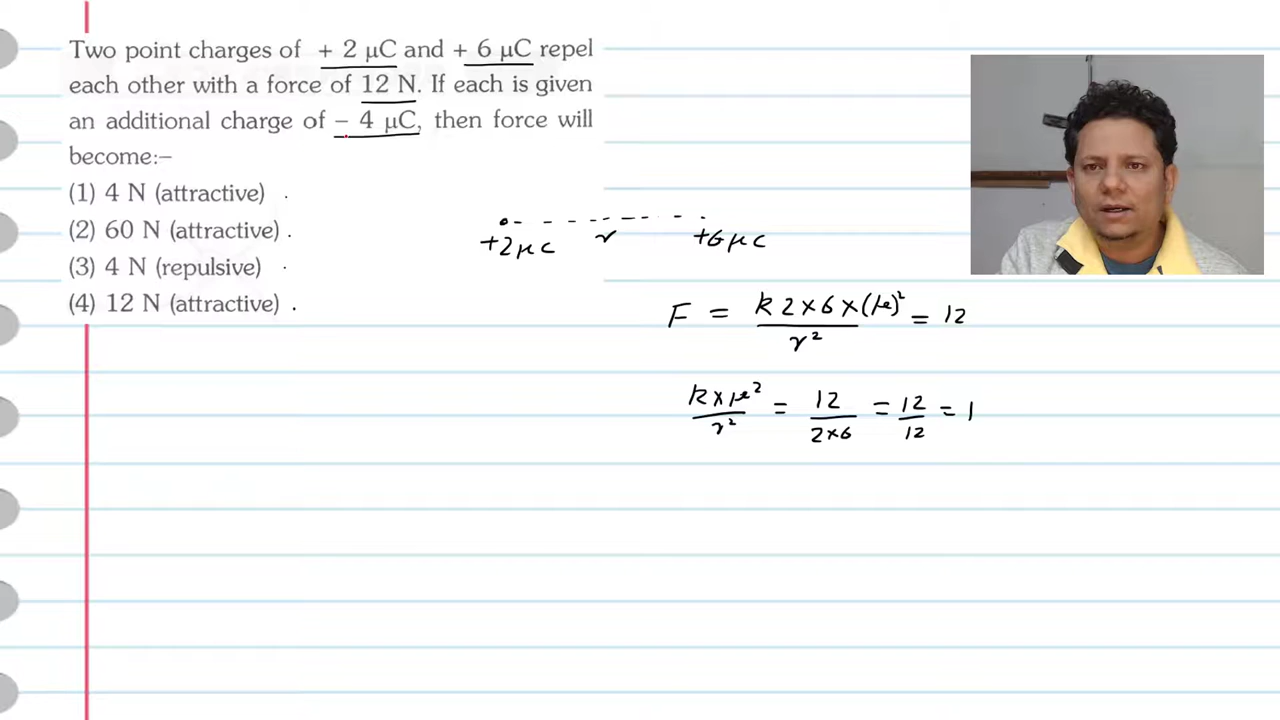 Two point charges of + 2 μC and + 6 μC repel
each other with a force of 12 N. If each is given
an additional charge of – 4 μC, then force will
become:–
(1) 4 N (attractive)
(2) 60 N (attractive)
(3) 4 N (repulsive)
(4) 12 N (attractive)
+2μc r +6μc
F = k 2×6×(μ)² / r² = 12
k×μ² / r² = 12 / 2×6 = 12 / 12 = 1